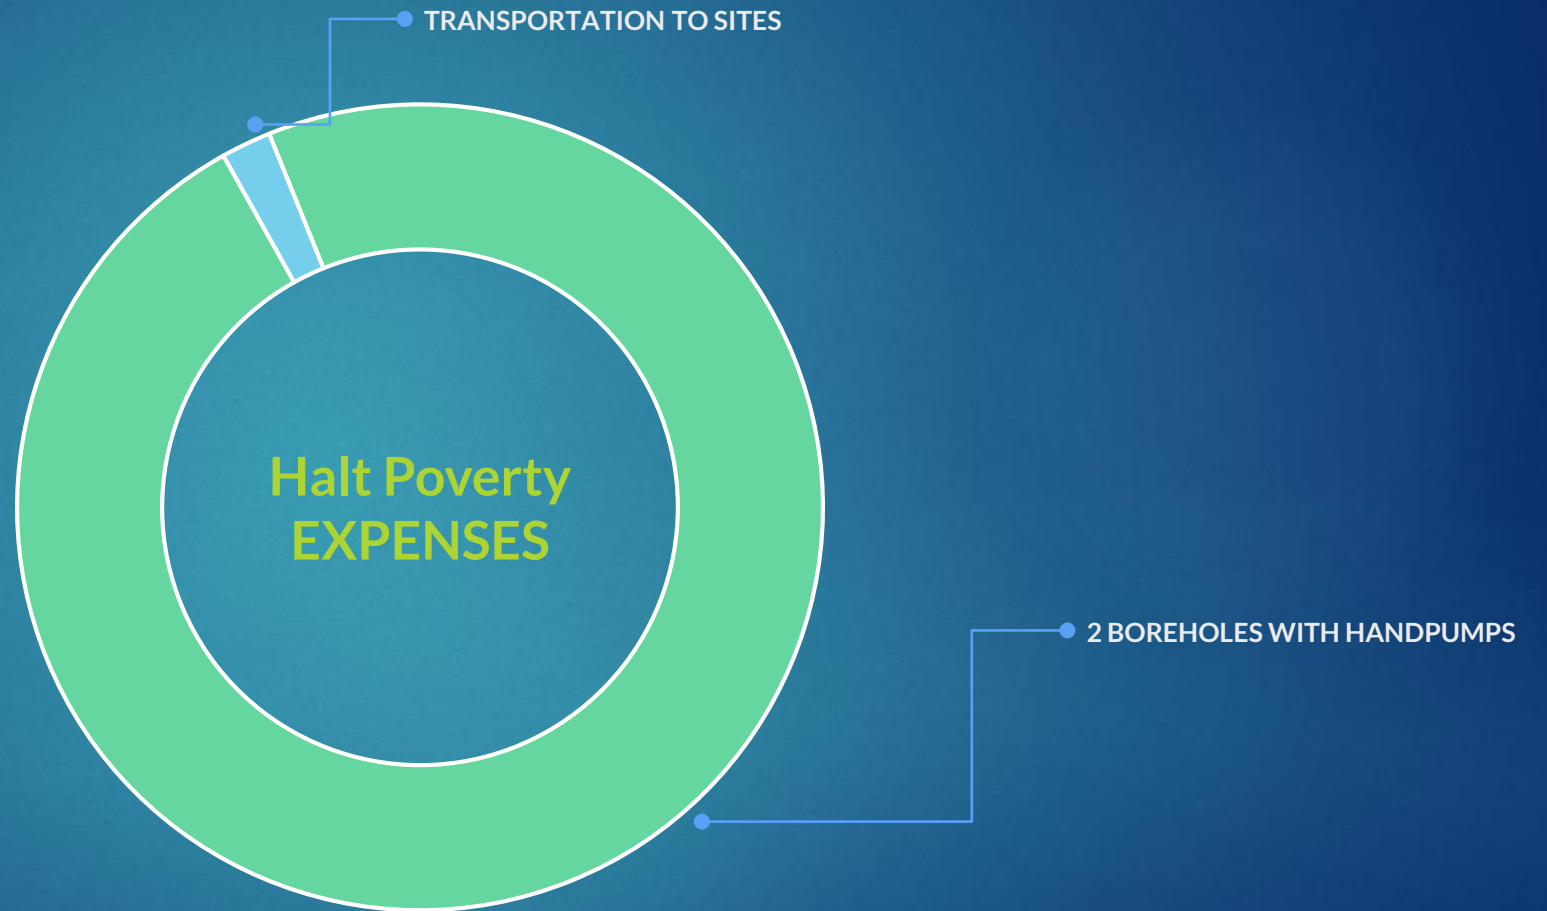 TRANSPORTATION TO SITES
Halt Poverty
EXPENSES
2 BOREHOLES WITH HANDPUMPS